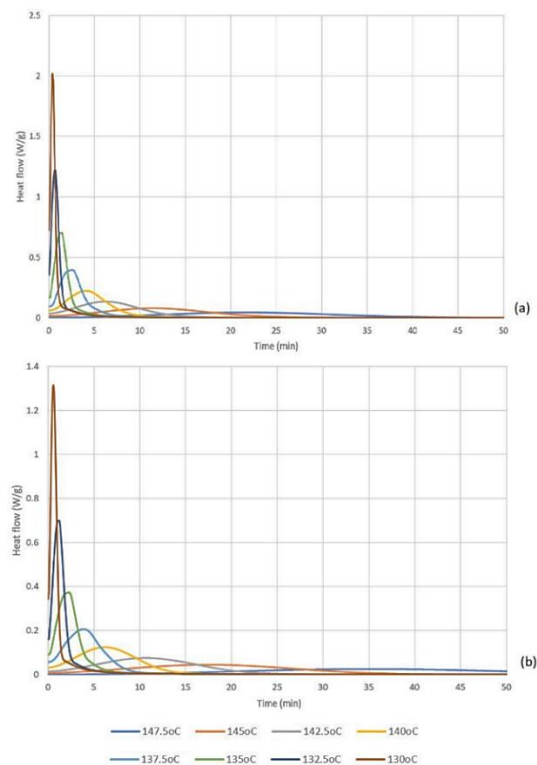 2.5
2
1.5
1
0.5
0
Heat flow (W/g)
0 5 10 15 20 25 30 35 40 45 50
Time (min)
(a)
1.4
1.2
1
0.8
0.6
0.4
0.2
0
Heat flow (W/g)
0 5 10 15 20 25 30 35 40 45 50
Time (min)
(b)
147.5oC 145oC 142.5oC 140oC
137.5oC 135oC 132.5oC 130oC